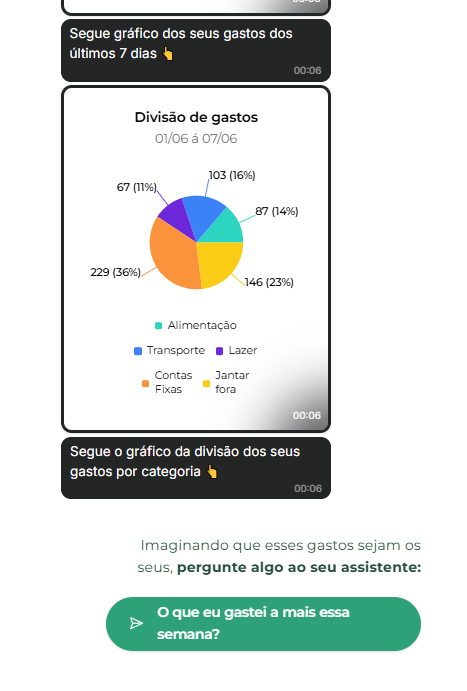 00:06
Segue gráfico dos seus gastos dos
últimos 7 dias 👆
00:06
Divisão de gastos
01/06 á 07/06
103 (16%)
67 (11%)
87 (14%)
229 (36%)
146 (23%)
Alimentação
Transporte Lazer
Contas Jantar
Fixas fora
00:06
Segue o gráfico da divisão dos seus
gastos por categoria 👆
00:06
Imaginando que esses gastos sejam os
seus, pergunte algo ao seu assistente:
O que eu gastei a mais essa
semana?